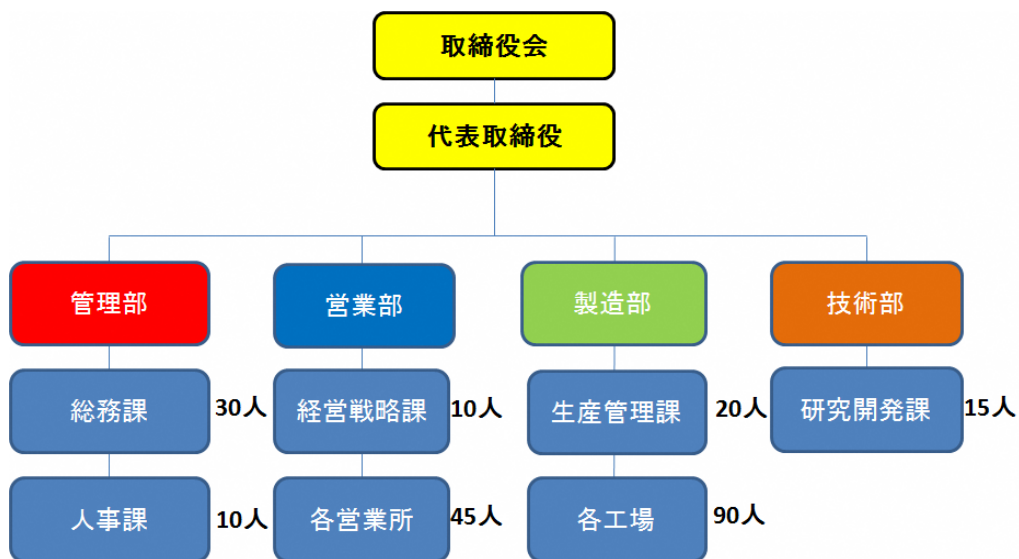 取締役会
代表取締役
管理部
営業部
製造部
技術部
総務課
30人
経営戦略課
10人
生産管理課
20人
研究開発課
15人
人事課
10人
各営業所
45人
各工場
90人